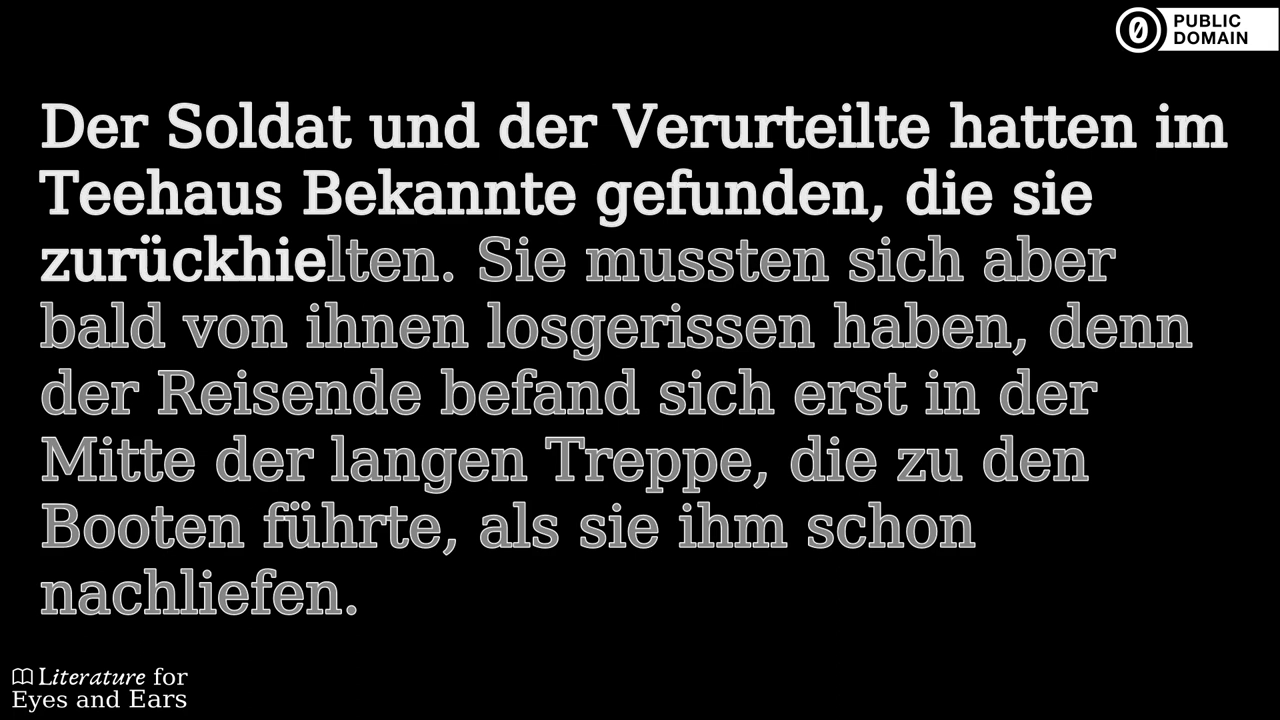 PUBLIC
DOMAIN
Der Soldat und der Verurteilte hatten im
Teehaus Bekannte gefunden, die sie
zurückhielten. Sie mussten sich aber
bald von ihnen losgerissen haben, denn
der Reisende befand sich erst in der
Mitte der langen Treppe, die zu den
Booten führte, als sie ihm schon
nachliefen.
Literature for
Eyes and Ears